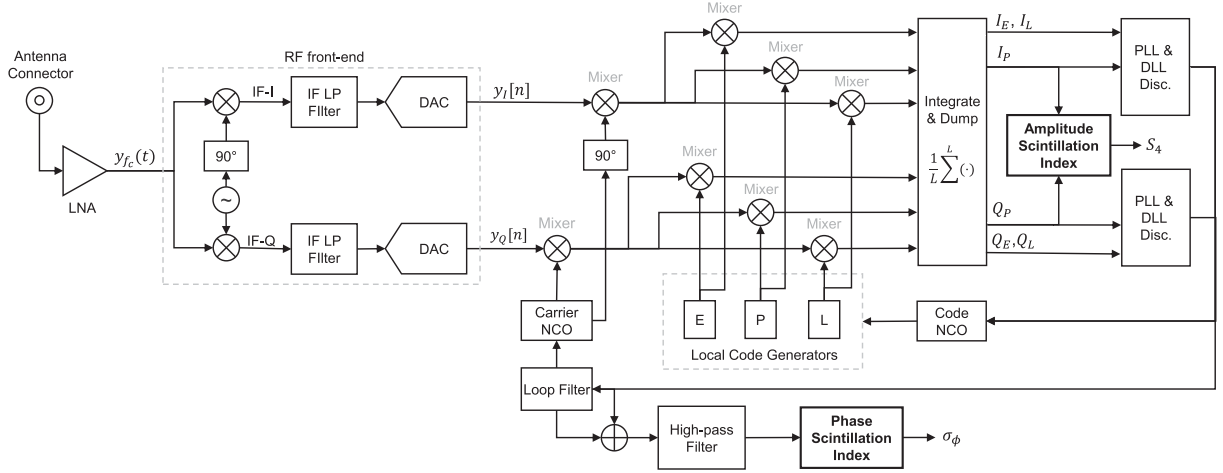 Antenna
Connector
LNA
y_{f_c}(t)
RF front-end
IF-I
IF LP
FIlter
DAC
90°
~
IF-Q
IF LP
FIlter
DAC
y_I[n]
y_Q[n]
Mixer
90°
Mixer
Carrier
NCO
Loop Filter
High-pass
Filter
Phase
Scintillation
Index
σ_ϕ
Mixer
Mixer
Mixer
Mixer
Mixer
Mixer
E
P
L
Local Code Generators
Code
NCO
Integrate
& Dump
\frac{1}{L}\sum^{L}(·)
I_E, I_L
I_P
Q_P
Q_E,Q_L
PLL &
DLL
Disc.
Amplitude
Scintillation
Index
S_4
PLL &
DLL
Disc.